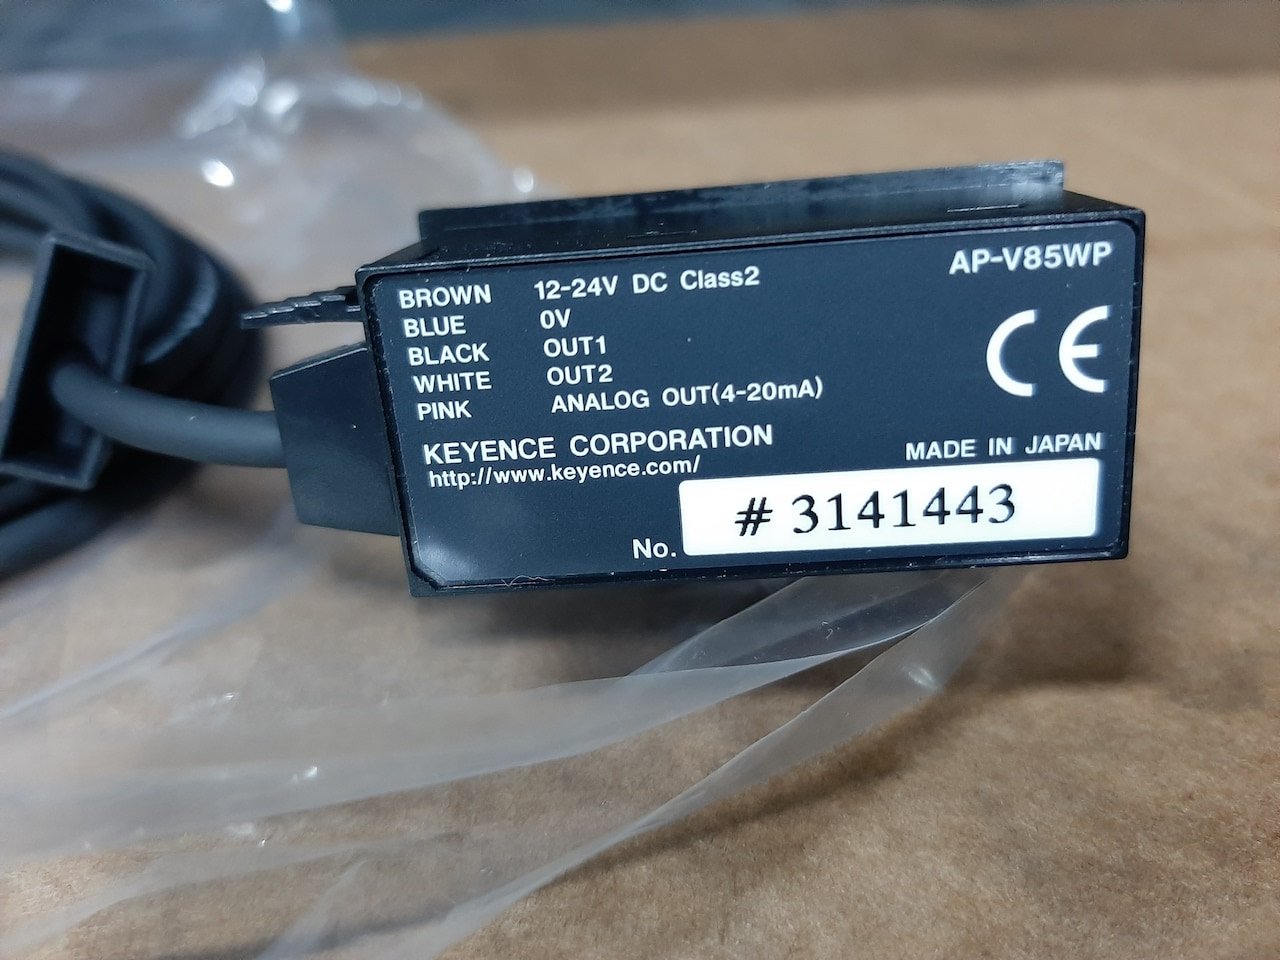 AP-V85WP
BROWN 12-24V DC Class2
BLUE 0V
BLACK OUT1
WHITE OUT2
PINK ANALOG OUT(4-20mA)
CE
KEYENCE CORPORATION
http://www.keyence.com/
MADE IN JAPAN
No. # 3141443